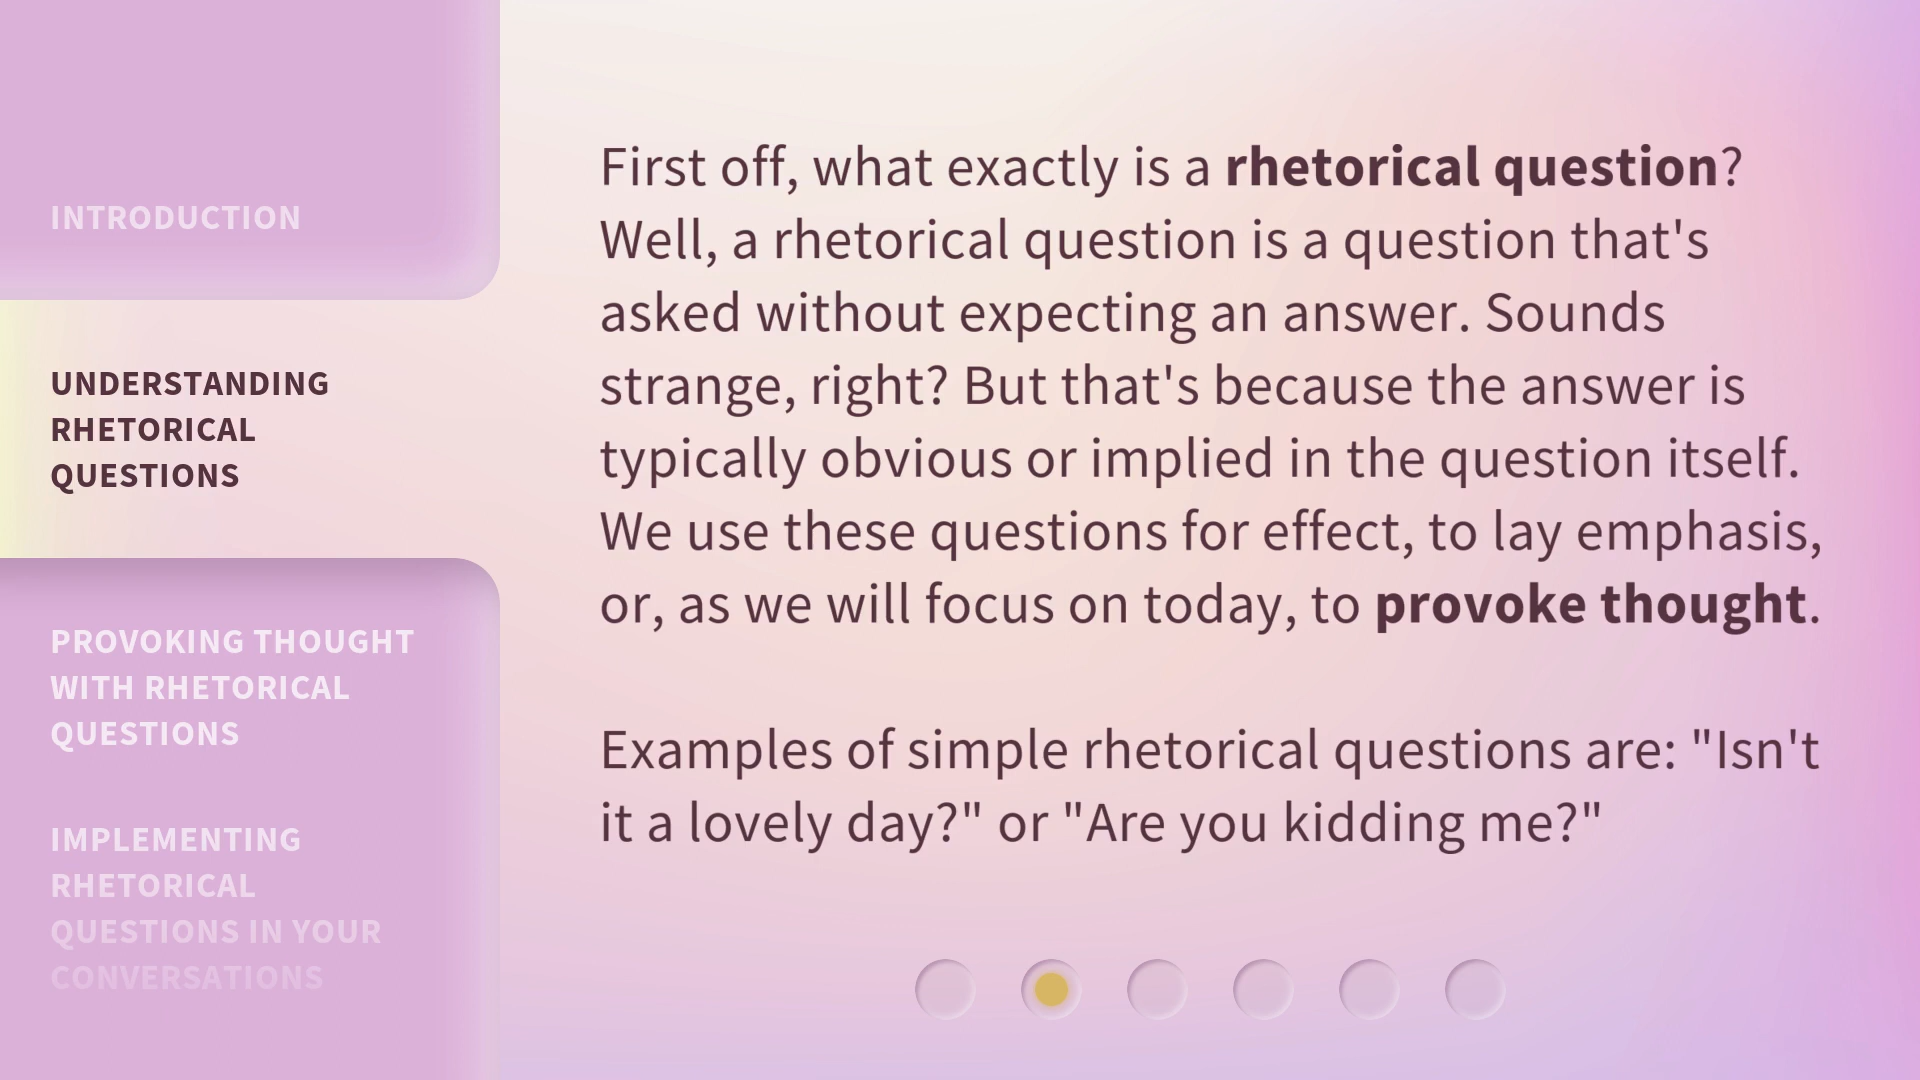 INTRODUCTION
UNDERSTANDING
RHETORICAL
QUESTIONS
PROVOKING THOUGHT
WITH RHETORICAL
QUESTIONS
IMPLEMENTING
RHETORICAL
QUESTIONS IN YOUR
CONVERSATIONS
First off, what exactly is a rhetorical question?
Well, a rhetorical question is a question that's
asked without expecting an answer. Sounds
strange, right? But that's because the answer is
typically obvious or implied in the question itself.
We use these questions for effect, to lay emphasis,
or, as we will focus on today, to provoke thought.
Examples of simple rhetorical questions are: "Isn't
it a lovely day?" or "Are you kidding me?"